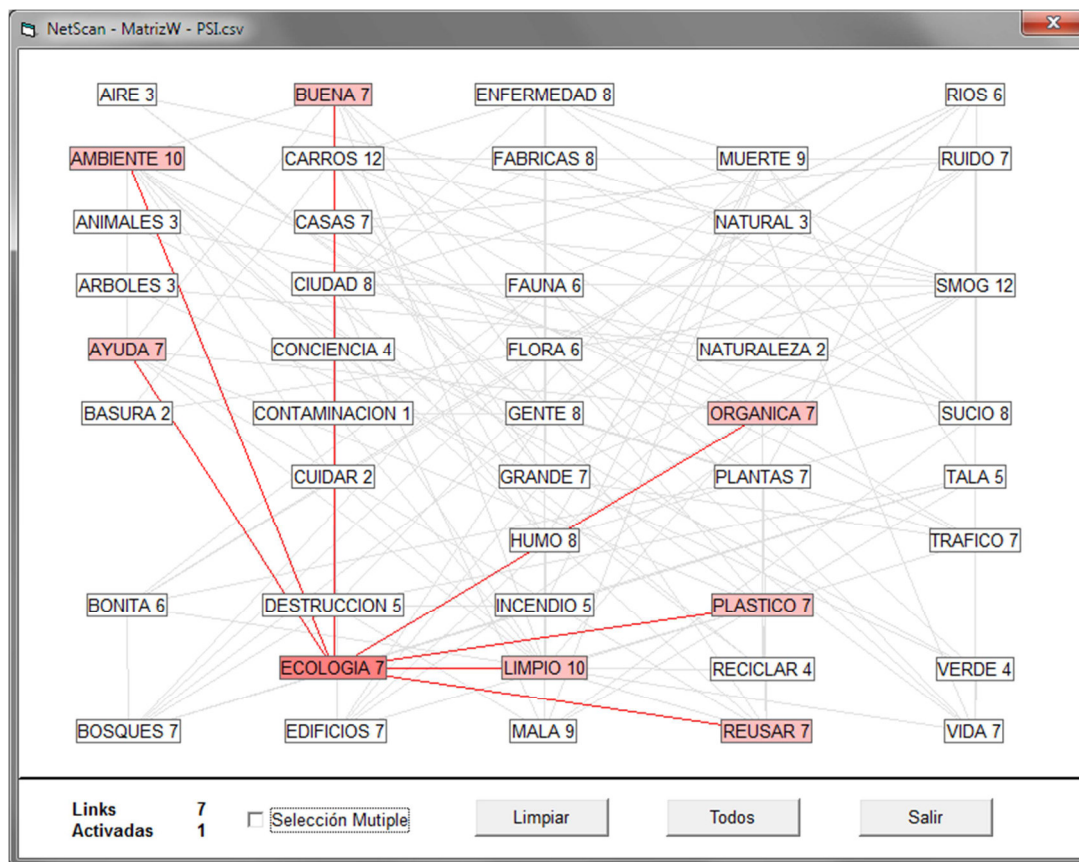 NetScan - MatrizW - PSI.csv
AIRE 3 BUENA 7 ENFERMEDAD 8 RIOS 6
AMBIENTE 10 CARROS 12 FABRICAS 8 MUERTE 9 RUIDO 7
ANIMALES 3 CASAS 7 NATURAL 3
ARBOLES 3 CIUDAD 8 FAUNA 6 SMOG 12
AYUDA 7 CONCIENCIA 4 FLORA 6 NATURALEZA 2
BASURA 2 CONTAMINACION 1 GENTE 8 ORGANICA 7 SUCIO 8
CUIDAR 2 GRANDE 7 PLANTAS 7 TALA 5
HUMO 8 TRAFICO 7
BONITA 6 DESTRUCCION 5 INCENDIO 5 PLASTICO 7
ECOLOGIA 7 LIMPIO 10 RECICLAR 4 VERDE 4
BOSQUES 7 EDIFICIOS 7 MALA 9 REUSAR 7 VIDA 7
Links 7
Activadas 1
Selección Mutiple Limpiar Todos Salir